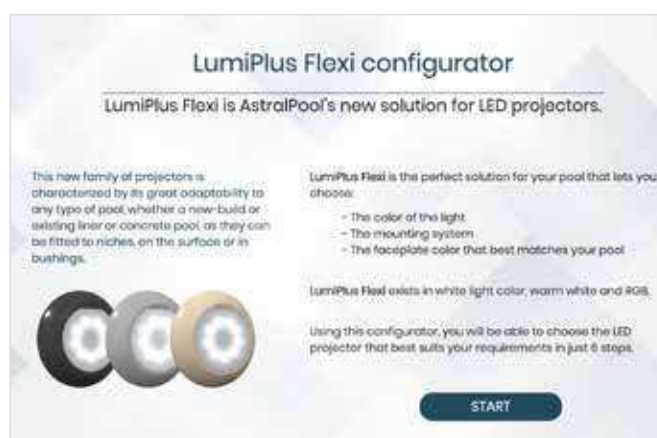 LumiPlus Flexi configurator
LumiPlus Flexi is AstralPool's new solution for LED projectors.
This new family of projectors is
characterized by its great adaptability to
any type of pool, whether a new-build or
existing liner or concrete pool, as they can
be fitted to niches, on the surface or in
bushings.
LumiPlus Flexi is the perfect solution for your pool that lets you
choose:
- The color of the light
- The mounting system
- The faceplate color that best matches your pool
LumiPlus Flexi exists in white light color, warm white and RGB.
Using this configurator, you will be able to choose the LED
projector that best suits your requirements in just 6 steps.
START